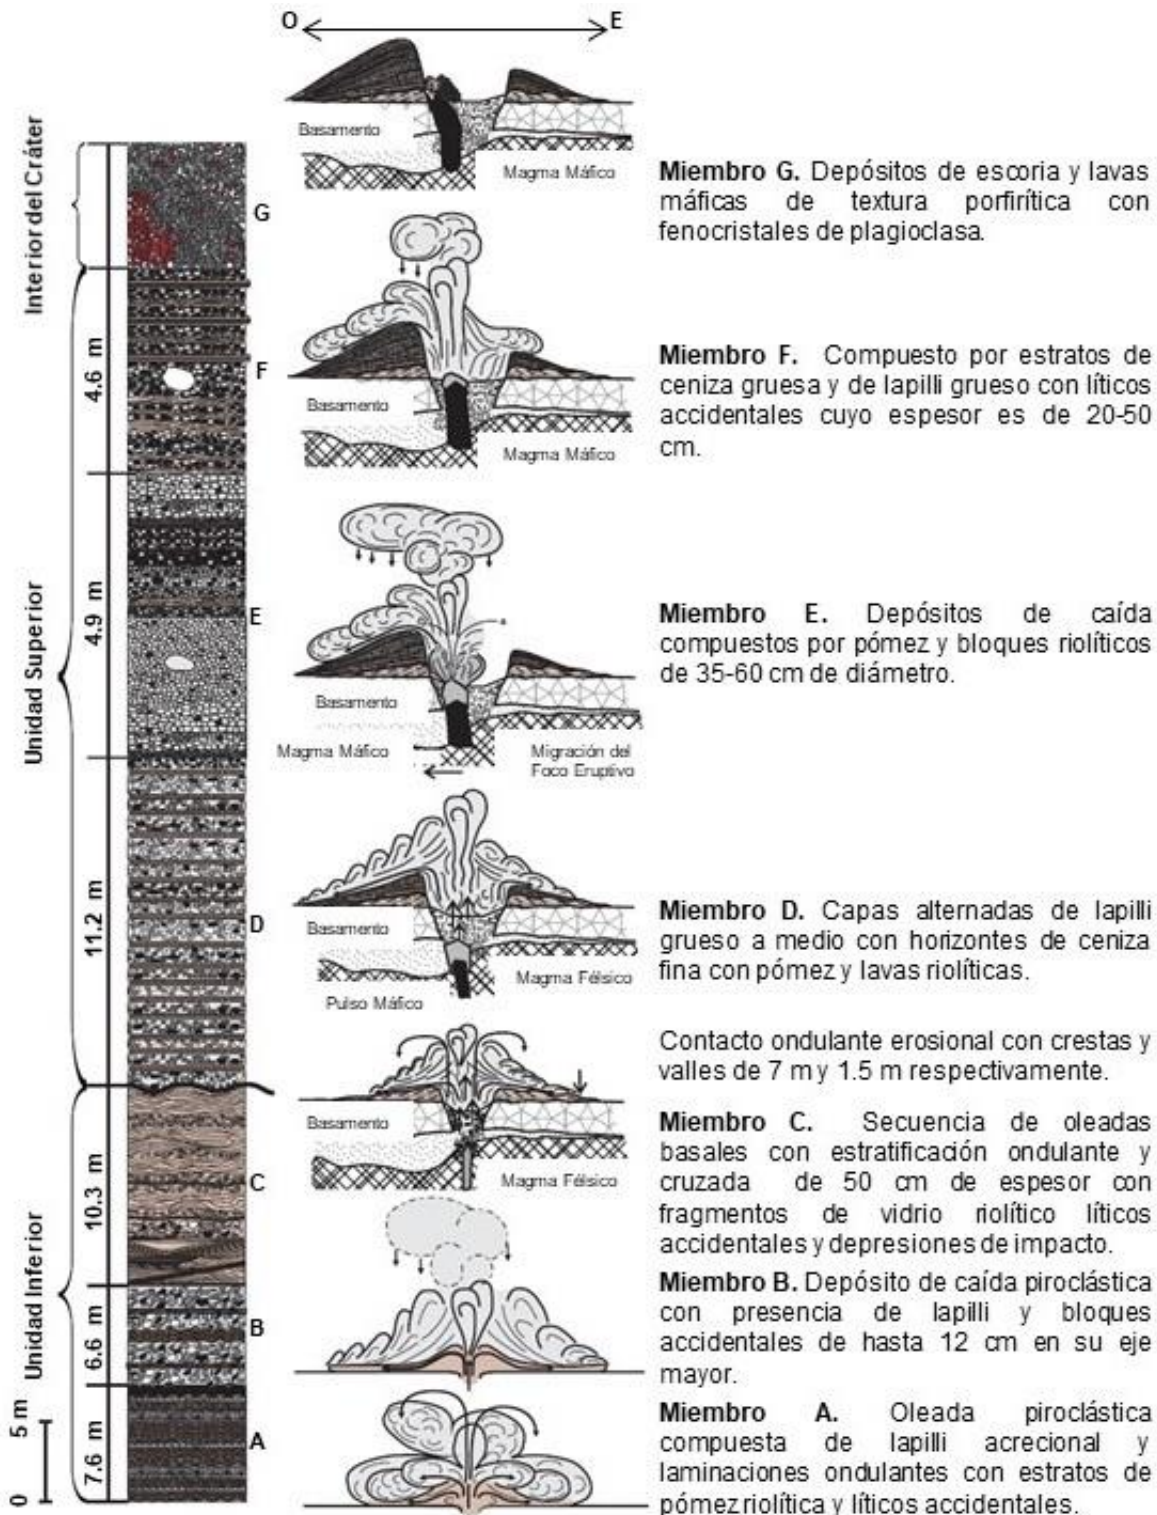 O E
Interior del Cráter
G
Basamento
Magma Máfico
Miembro G. Depósitos de escoria y lavas
máficas de textura porfirítica con
fenocristales de plagioclasa.
Unidad Superior
4.6 m
F
Basamento
Magma Máfico
Miembro F. Compuesto por estratos de
ceniza gruesa y de lapilli grueso con líticos
accidentales cuyo espesor es de 20-50
cm.
4.9 m
E
Basamento
Magma Máfico
Migración del
Foco Eruptivo
Miembro E. Depósitos de caída
compuestos por pómez y bloques riolíticos
de 35-60 cm de diámetro.
11.2 m
D
Basamento
Magma Félsico
Pulso Máfico
Miembro D. Capas alternadas de lapilli
grueso a medio con horizontes de ceniza
fina con pómez y lavas riolíticas.
Contacto ondulante erosional con crestas y
valles de 7 m y 1.5 m respectivamente.
Unidad Inferior
10.3 m
C
Basamento
Magma Félsico
Miembro C. Secuencia de oleadas
basales con estratificación ondulante y
cruzada de 50 cm de espesor con
fragmentos de vidrio riolítico líticos
accidentales y depresiones de impacto.
6.6 m
B
Miembro B. Depósito de caída piroclástica
con presencia de lapilli y bloques
accidentales de hasta 12 cm en su eje
mayor.
7.6 m
A
Miembro A. Oleada piroclástica
compuesta de lapilli acrecional y
laminaciones ondulantes con estratos de
pómez riolítica y líticos accidentales.
0 5 m